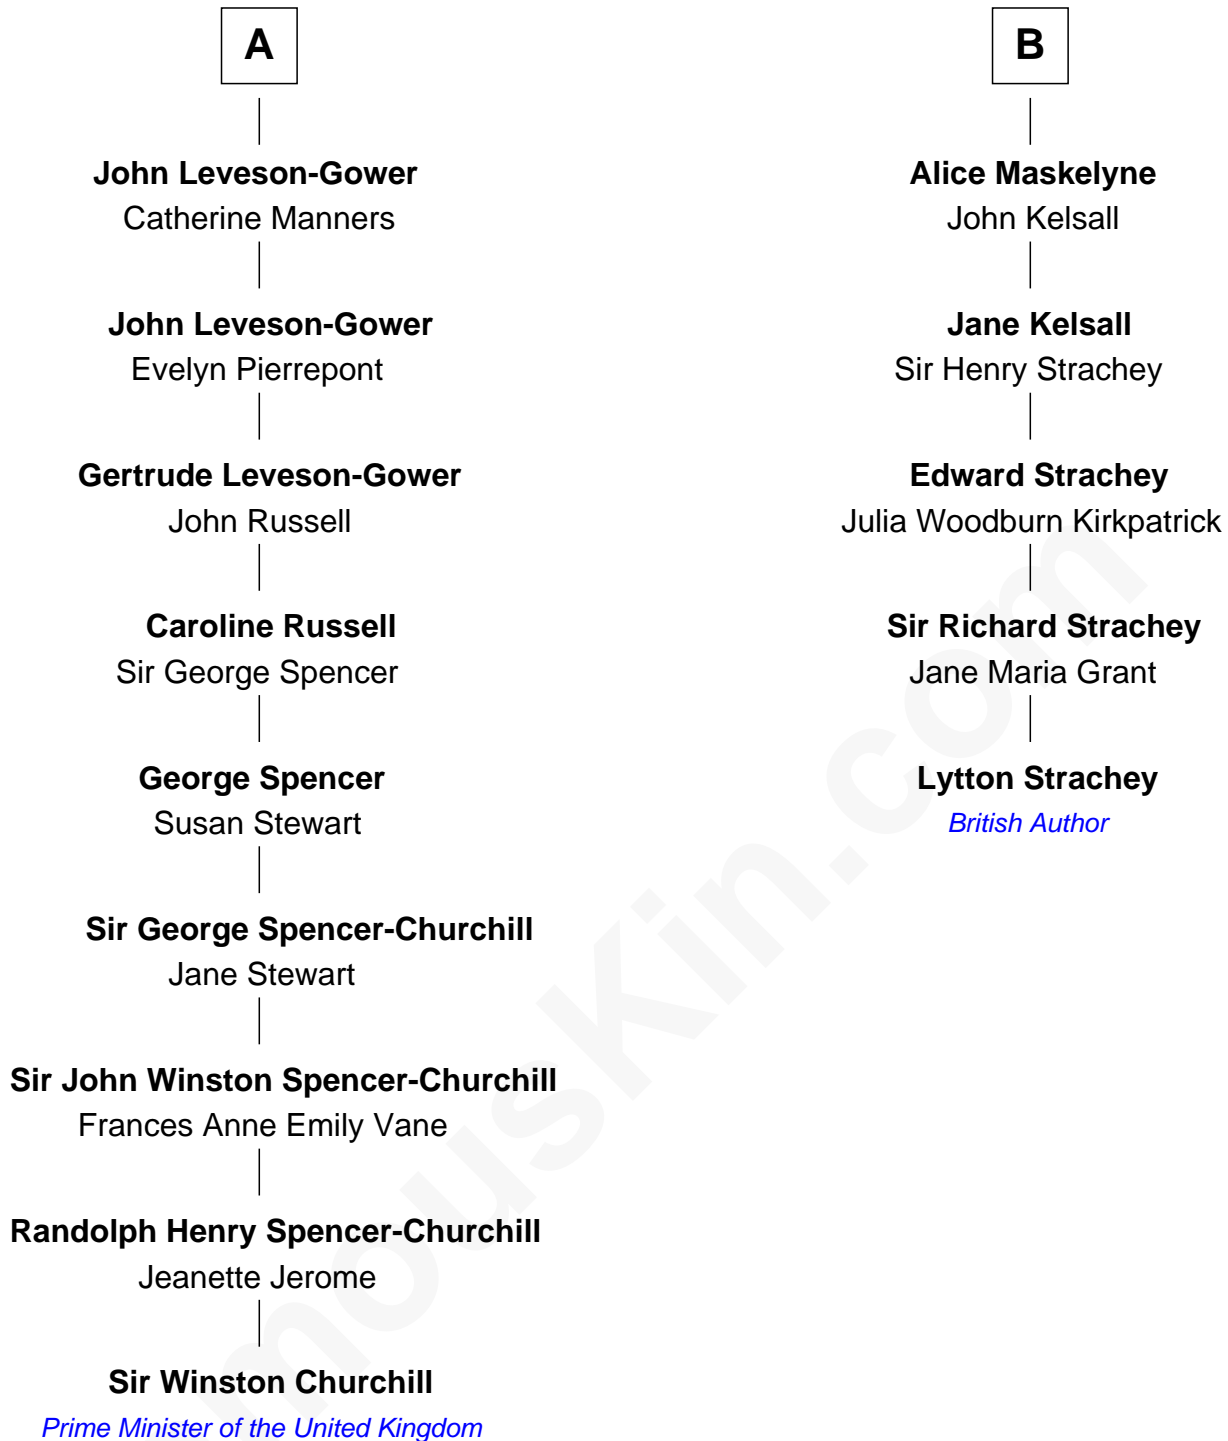 A
John Leveson-Gower
Catherine Manners
John Leveson-Gower
Evelyn Pierrepont
Gertrude Leveson-Gower
John Russell
Caroline Russell
Sir George Spencer
George Spencer
Susan Stewart
Sir George Spencer-Churchill
Jane Stewart
Sir John Winston Spencer-Churchill
Frances Anne Emily Vane
Randolph Henry Spencer-Churchill
Jeanette Jerome
Sir Winston Churchill
Prime Minister of the United Kingdom
B
Alice Maskelyne
John Kelsall
Jane Kelsall
Sir Henry Strachey
Edward Strachey
Julia Woodburn Kirkpatrick
Sir Richard Strachey
Jane Maria Grant
Lytton Strachey
British Author
mousKin.com